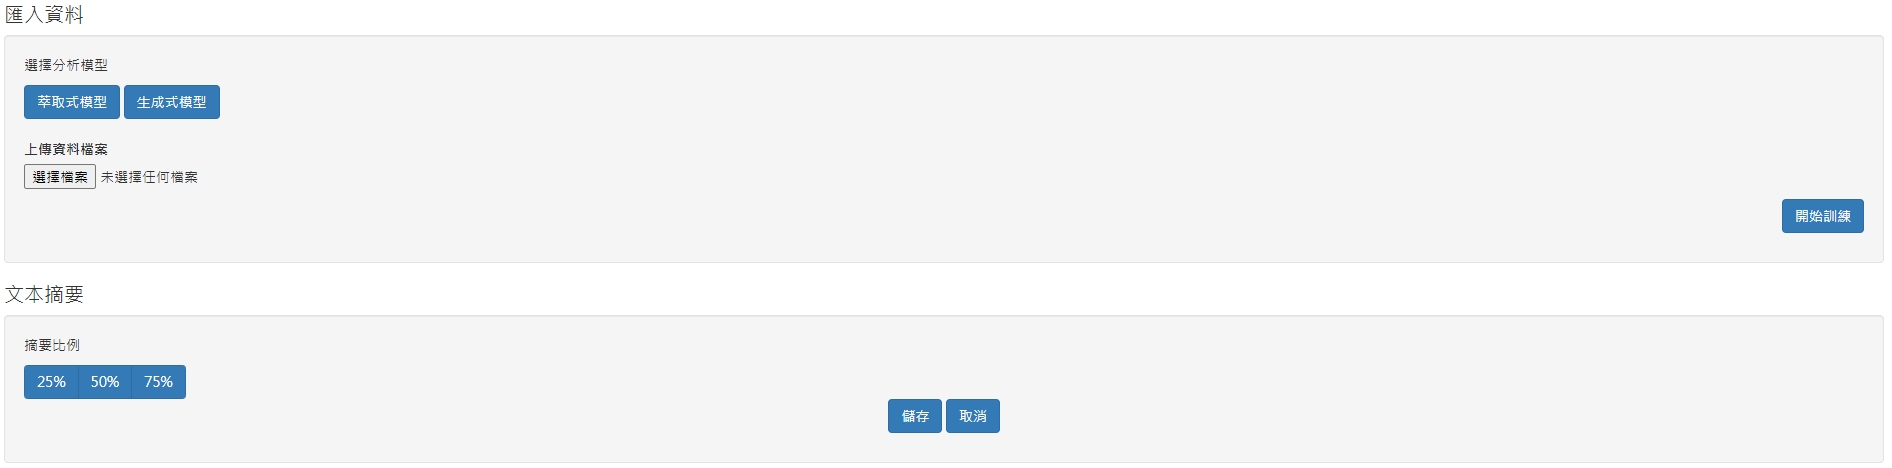 匯入資料
選擇分析模型
萃取式模型 生成式模型
上傳資料檔案
選擇檔案 未選擇任何檔案
開始訓練
文本摘要
摘要比例
25% 50% 75%
儲存 取消